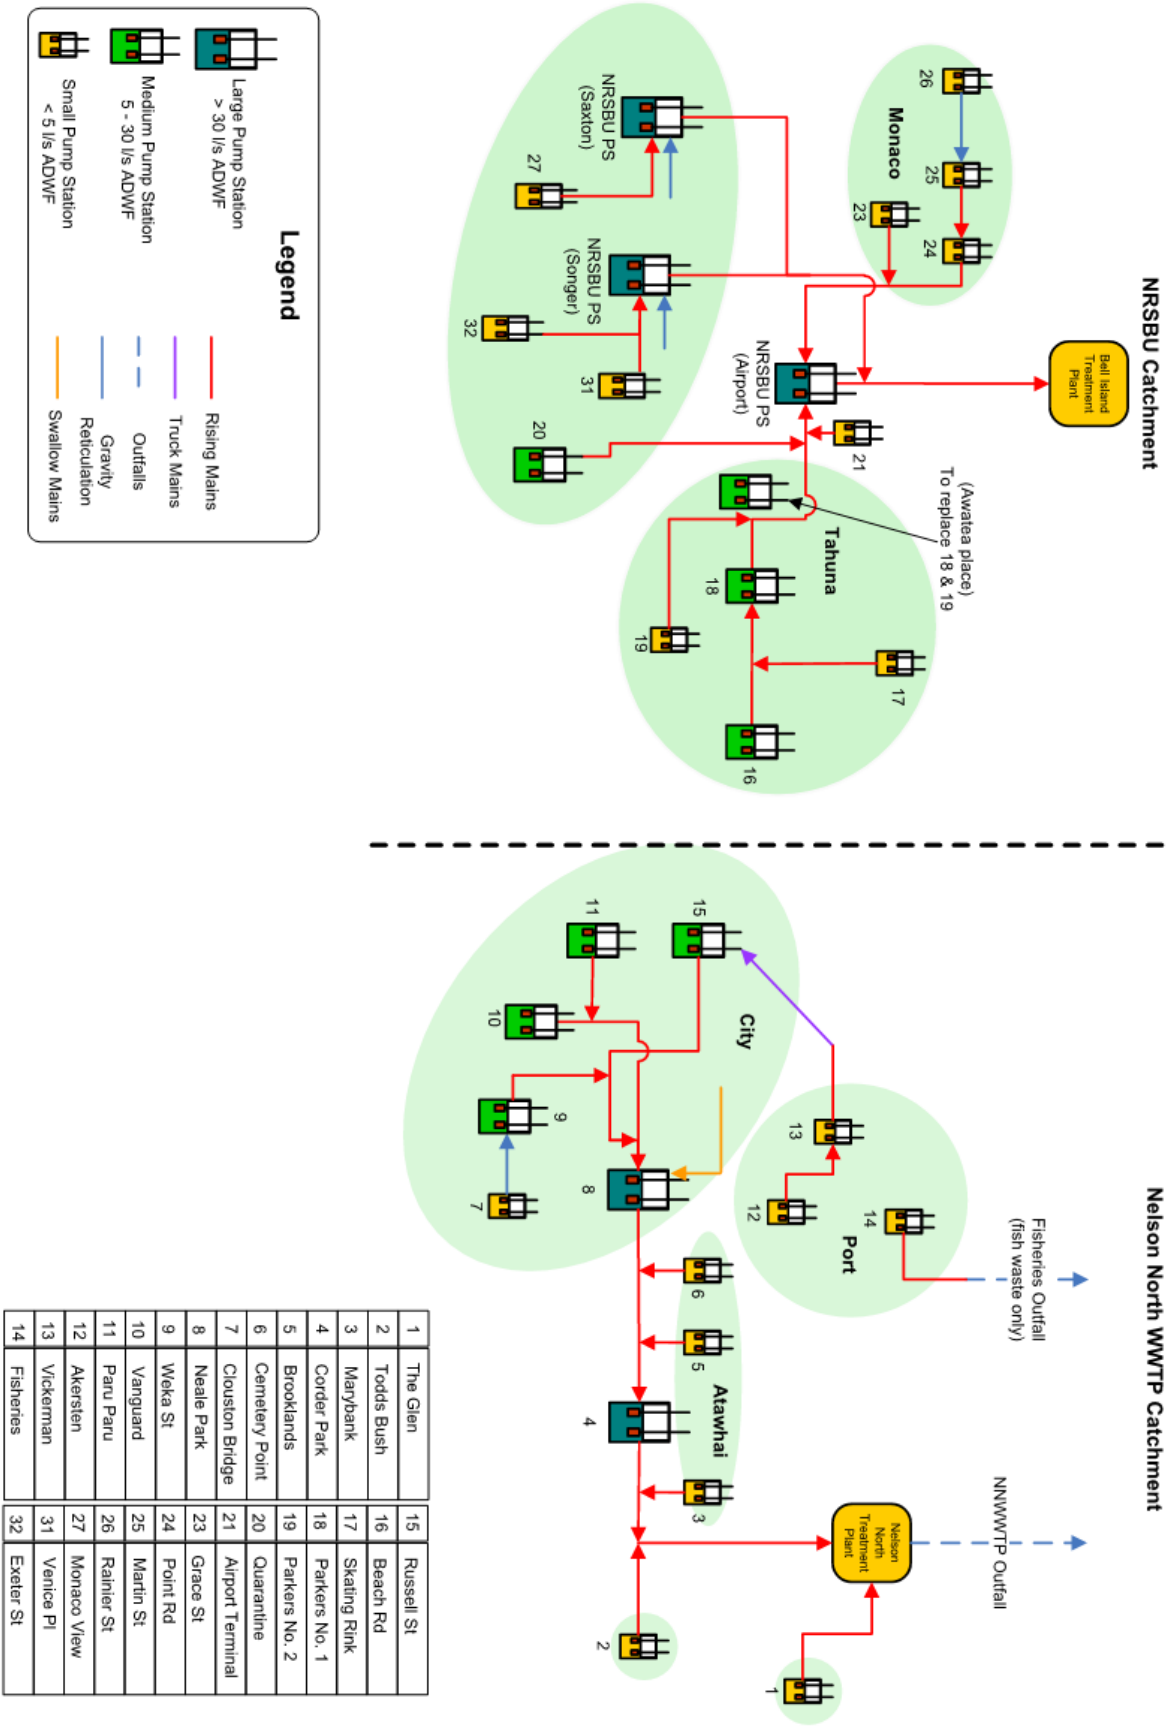 NRSBU Catchment
Bell Island
Treatment
Plant
26
25
24
23
Monaco
NRSBU PS
(Saxton)
27
NRSBU PS
(Songer)
32
31
NRSBU PS
(Airport)
20
21
(Awatea place)
To replace 18 & 19
Tahuna
18
19
17
16
Nelson North WWTP Catchment
Fisheries Outfall
(fish waste only)
NNWWTP Outfall
Nelson
North
Treatment
Plant
11
15
10
City
9
7
8
13
12
14
Port
6
5
Atawhai
4
3
2
1
Legend
Large Pump Station
> 30 l/s ADWF
Medium Pump Station
5 - 30 l/s ADWF
Small Pump Station
< 5 l/s ADWF
Rising Mains
Truck Mains
Outfalls
Gravity
Reticulation
Swallow Mains
1 The Glen 15 Russell St
2 Todds Bush 16 Beach Rd
3 Marybank 17 Skating Rink
4 Corder Park 18 Parkers No. 1
5 Brooklands 19 Parkers No. 2
6 Cemetery Point 20 Quarantine
7 Clouston Bridge 21 Airport Terminal
8 Neale Park 23 Grace St
9 Weka St 24 Point Rd
10 Vanguard 25 Martin St
11 Paru Paru 26 Rainier St
12 Akersten 27 Monaco View
13 Vickerman 31 Venice Pl
14 Fisheries 32 Exeter St